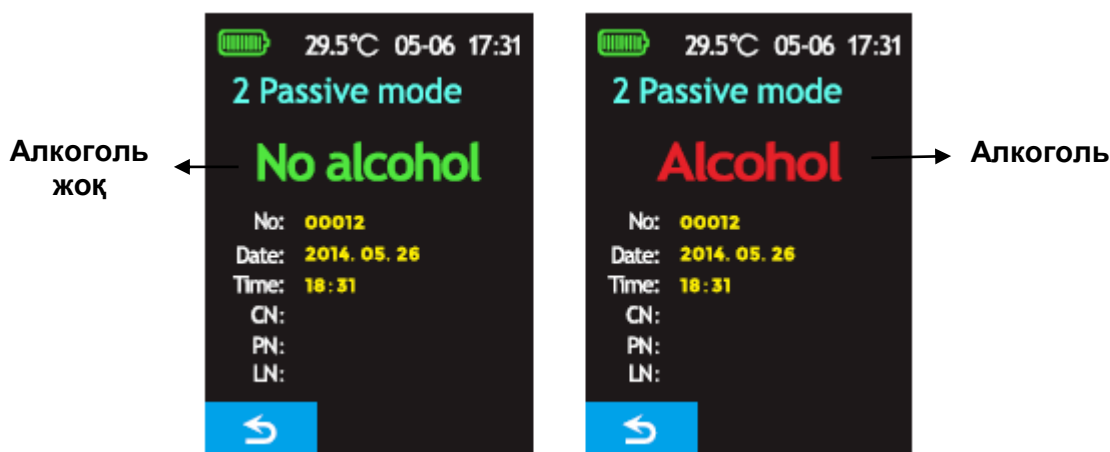 Алкоголь
жоқ
29.5°C 05-06 17:31
2 Passive mode
No alcohol
No: 00012
Date: 2014. 05. 26
Time: 18:31
CN:
PN:
LN:
29.5°C 05-06 17:31
2 Passive mode
Alcohol
No: 00012
Date: 2014. 05. 26
Time: 18:31
CN:
PN:
LN:
Алкоголь